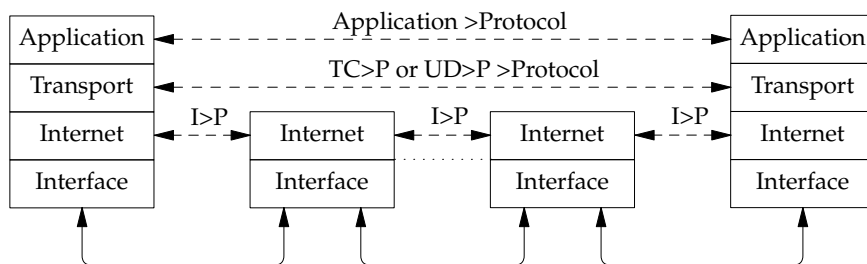 Application >Protocol
Application Application
TC>P or UD>P >Protocol
Transport Transport
I>P I>P I>P
Internet Internet Internet Internet
Interface Interface Interface Interface